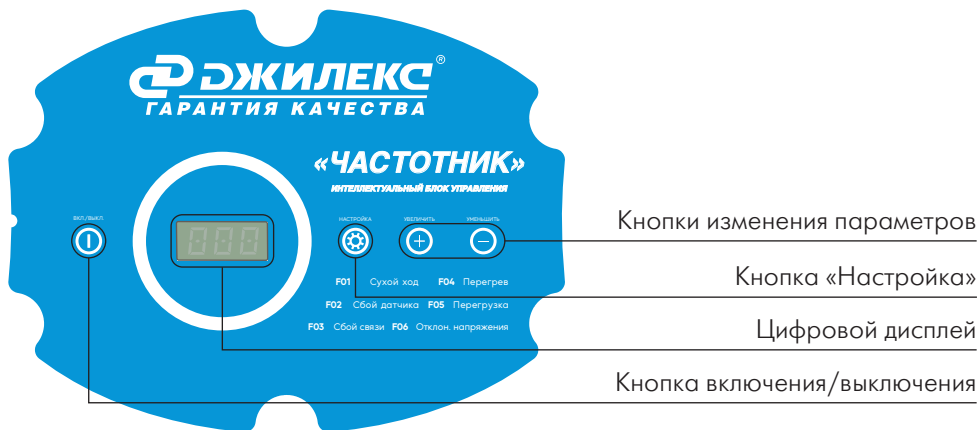 ДЖИЛЕКС®
ГАРАНТИЯ КАЧЕСТВА
«ЧАСТОТНИК»
ИНТЕЛЛЕКТУАЛЬНЫЙ БЛОК УПРАВЛЕНИЯ
ВКЛ./ВЫКЛ.
НАСТРОЙКА УВЕЛИЧИТЬ УМЕНЬШИТЬ
888
F01 Сухой ход F04 Перегрев
F02 Сбой датчика F05 Перегрузка
F03 Сбой связи F06 Отклон. напряжения
Кнопки изменения параметров
Кнопка «Настройка»
Цифровой дисплей
Кнопка включения/выключения